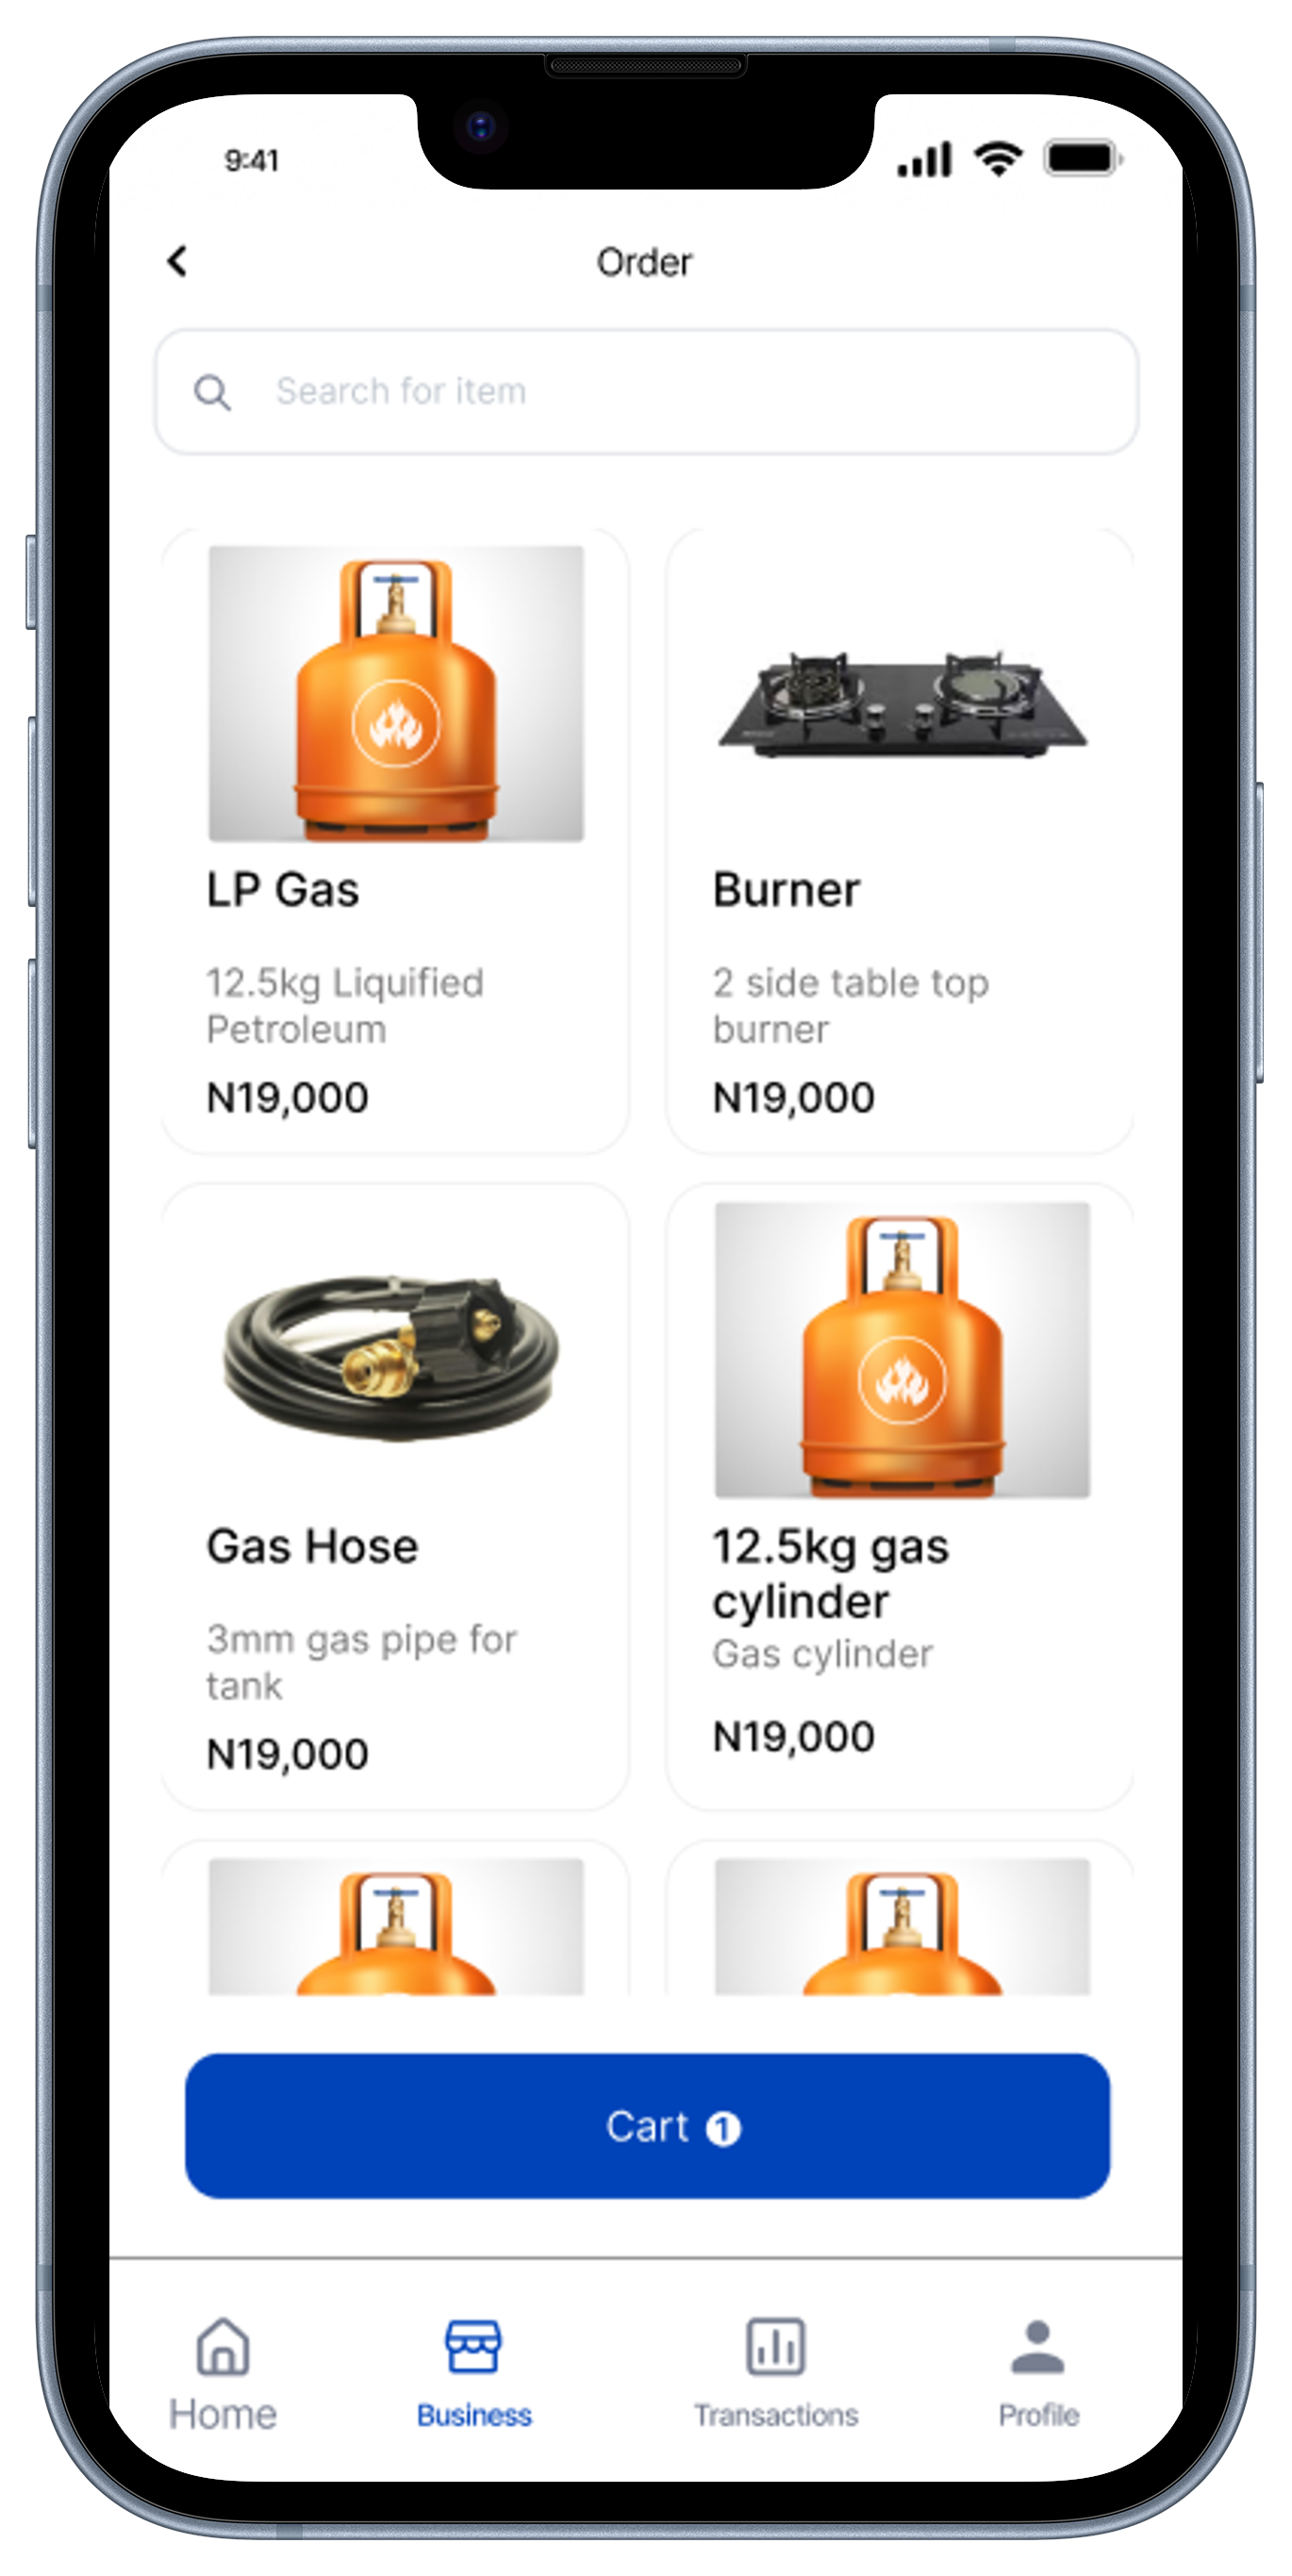 9:41
Order
Search for item
LP Gas
12.5kg Liquified
Petroleum
N19,000
Burner
2 side table top
burner
N19,000
Gas Hose
3mm gas pipe for
tank
N19,000
12.5kg gas
cylinder
Gas cylinder
N19,000
Cart 1
Home
Business
Transactions
Profile